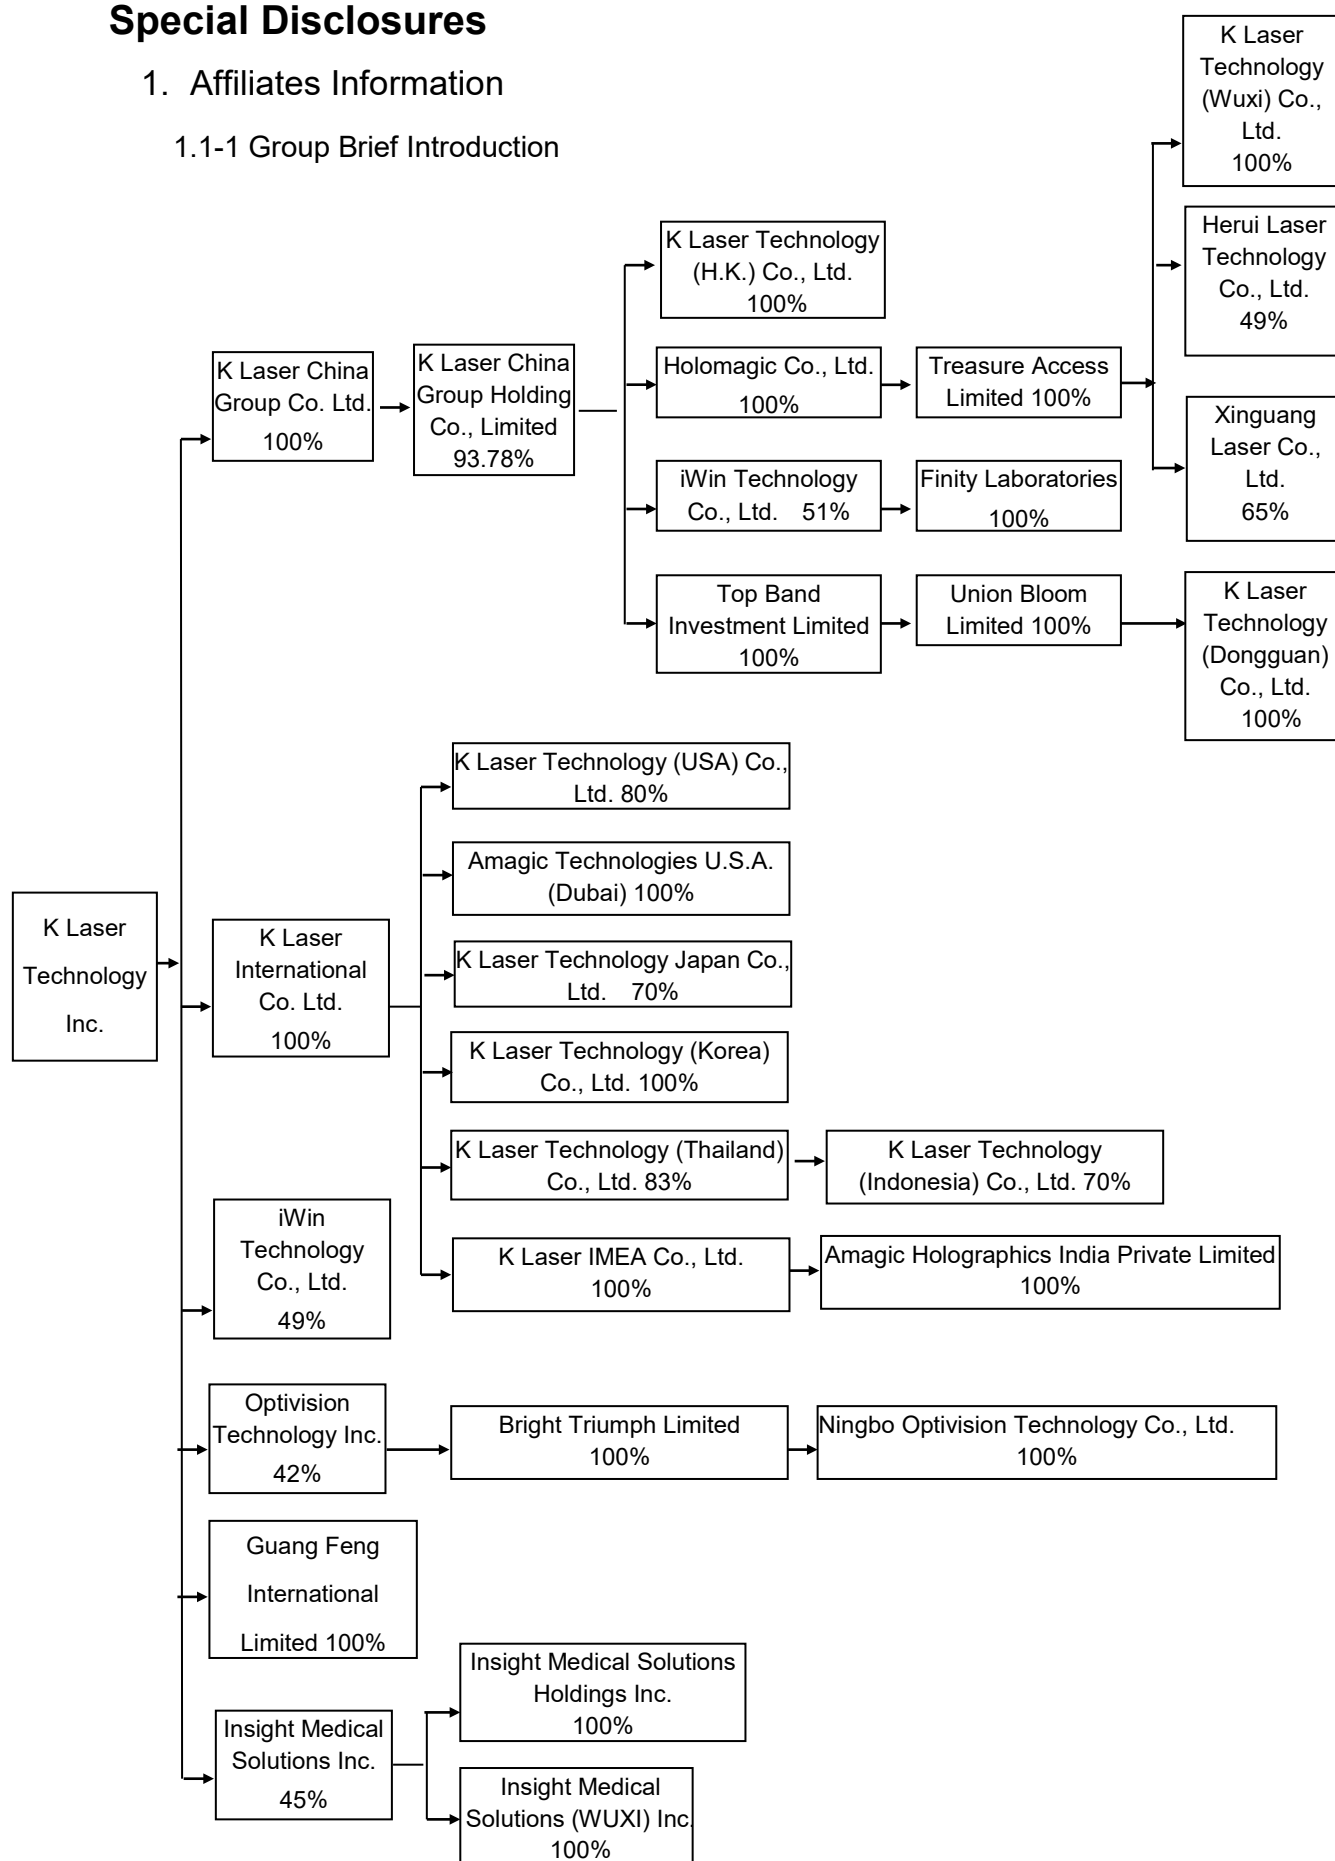 Special Disclosures
1. Affiliates Information
1.1-1 Group Brief Introduction
K Laser
Technology
Inc.
K Laser China
Group Co. Ltd.
100%
K Laser China
Group Holding
Co., Limited
93.78%
K Laser Technology
(H.K.) Co., Ltd.
100%
Holomagic Co., Ltd.
100%
Treasure Access
Limited 100%
K Laser
Technology
(Wuxi) Co.,
Ltd.
100%
Herui Laser
Technology
Co., Ltd.
49%
Xinguang
Laser Co.,
Ltd.
65%
iWin Technology
Co., Ltd. 51%
Finity Laboratories
100%
Top Band
Investment Limited
100%
Union Bloom
Limited 100%
K Laser
Technology
(Dongguan)
Co., Ltd.
100%
K Laser
International
Co. Ltd.
100%
K Laser Technology (USA) Co.,
Ltd. 80%
Amagic Technologies U.S.A.
(Dubai) 100%
K Laser Technology Japan Co.,
Ltd. 70%
K Laser Technology (Korea)
Co., Ltd. 100%
K Laser Technology (Thailand)
Co., Ltd. 83%
K Laser Technology
(Indonesia) Co., Ltd. 70%
K Laser IMEA Co., Ltd.
100%
Amagic Holographics India Private Limited
100%
iWin
Technology
Co., Ltd.
49%
Optivision
Technology Inc.
42%
Bright Triumph Limited
100%
Ningbo Optivision Technology Co., Ltd.
100%
Guang Feng
International
Limited 100%
Insight Medical
Solutions Inc.
45%
Insight Medical Solutions
Holdings Inc.
100%
Insight Medical
Solutions (WUXI) Inc.
100%